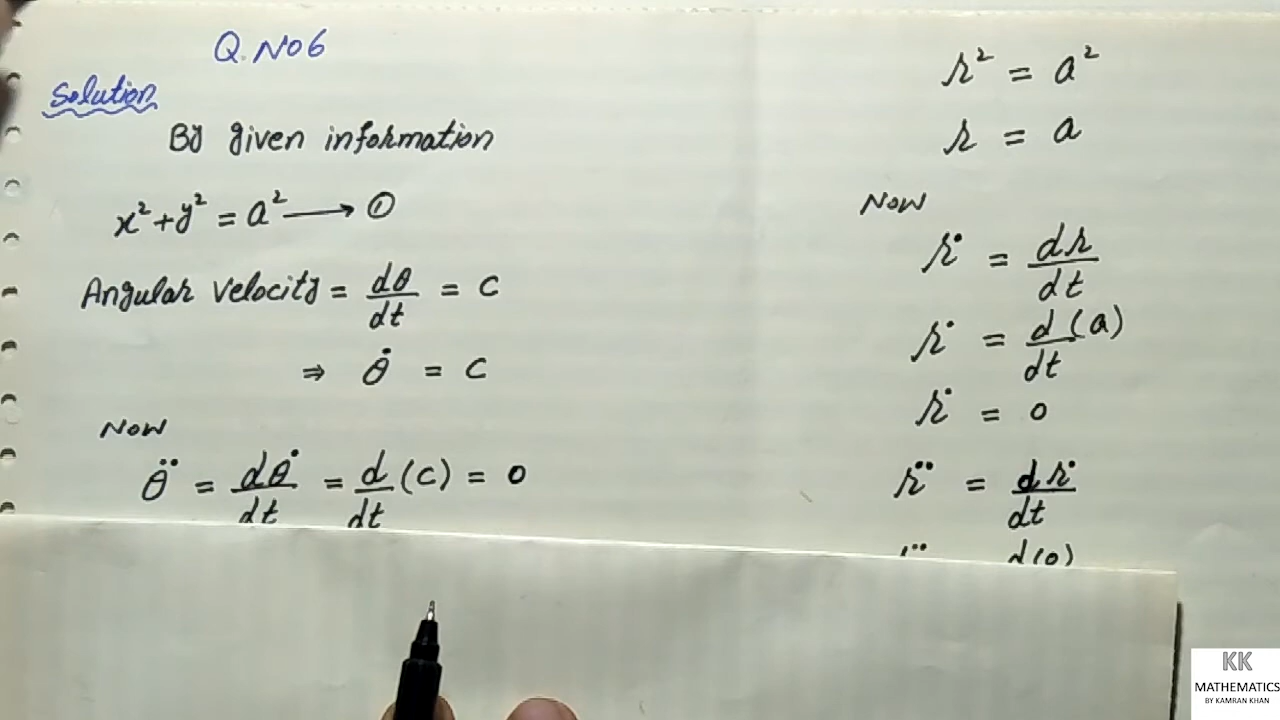 Q.No6
Solution
By given information
x² + y² = a² ⟶ ①
Angular velocity = dθ/dt = c
⇒ θ̇ = c
Now
θ̈ = dθ̇/dt = d/dt (c) = 0
r² = a²
r = a
Now
ṙ = dr/dt
ṙ = d/dt (a)
ṙ = 0
r̈ = dṙ/dt
d(0)
KK
MATHEMATICS
BY KAMRAN KHAN